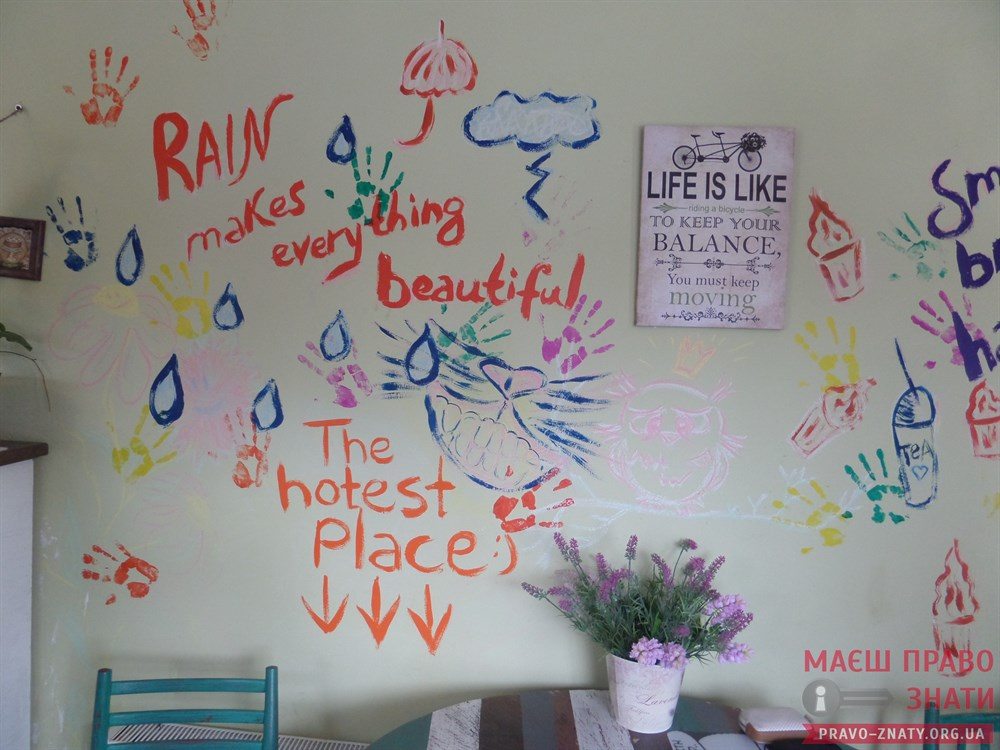 RAIN
makes
everything
beautiful
The
hotest
Place :)
LIFE IS LIKE
riding a bicycle
TO KEEP YOUR
BALANCE,
You must keep
moving
TeA
МАЄШ ПРАВО
ЗНАТИ
PRAVO-ZNATY.ORG.UA